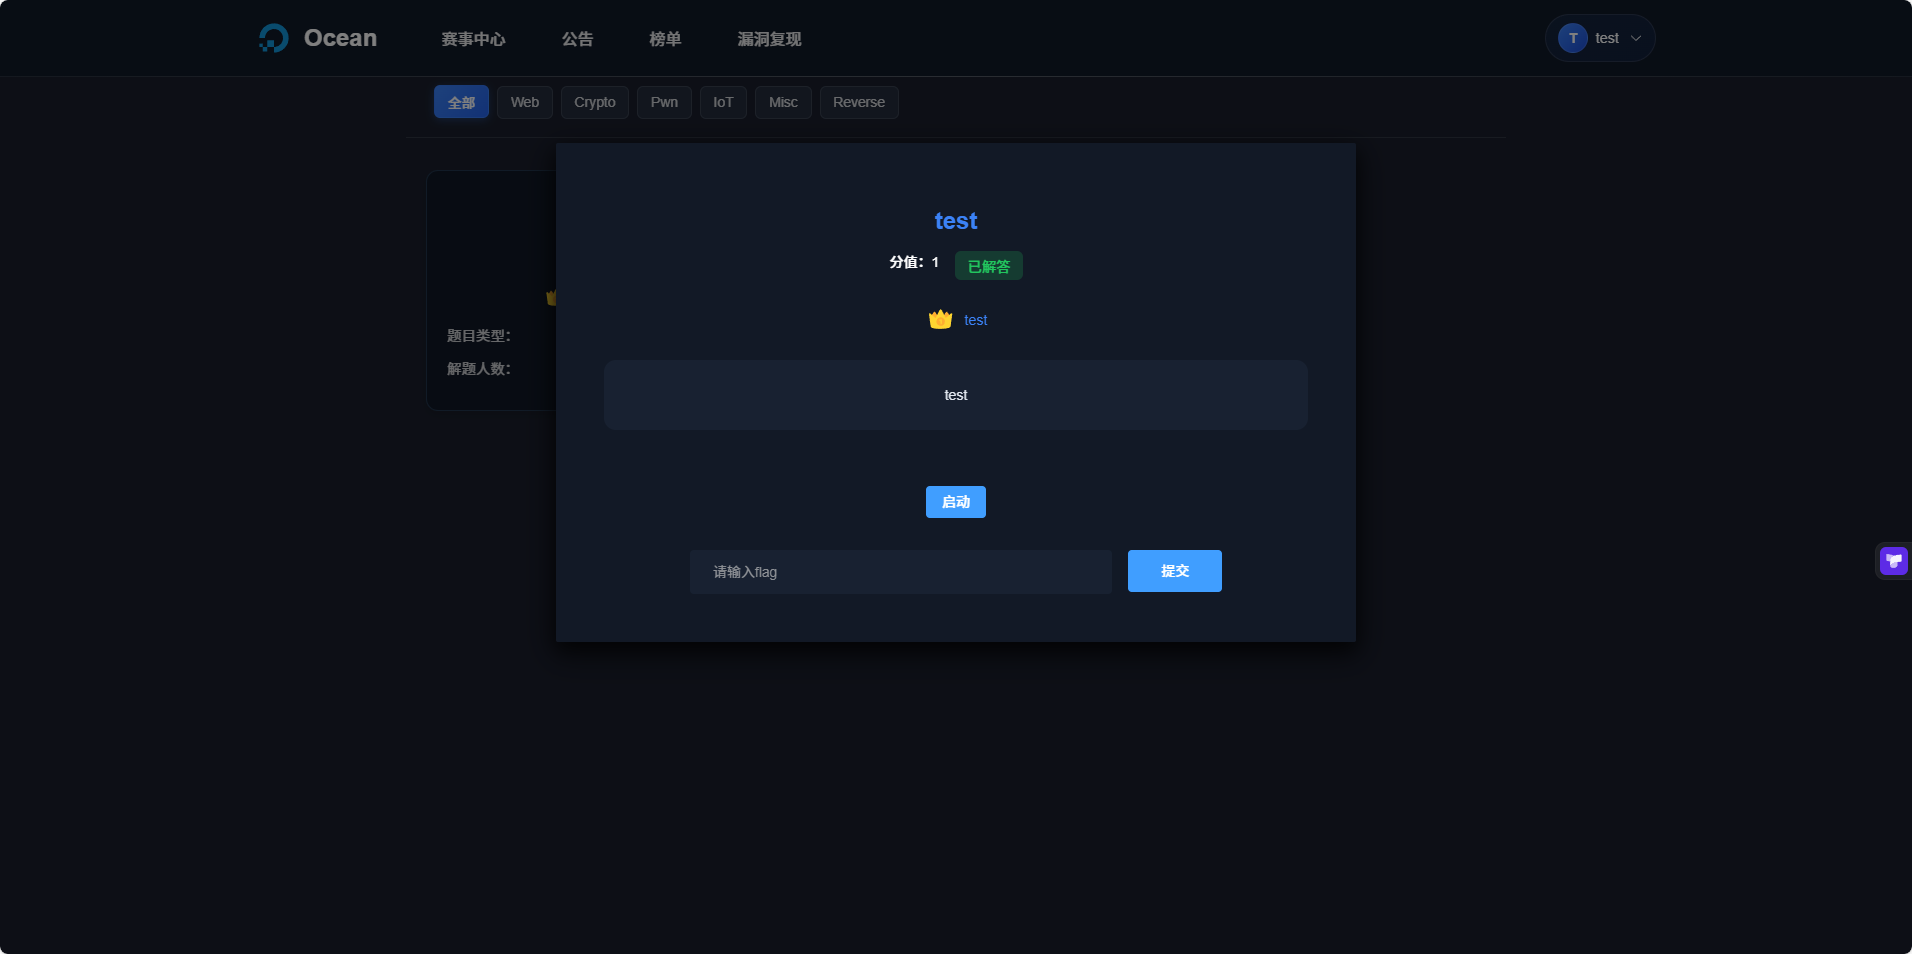 Ocean 赛事中心 公告 榜单 漏洞复现 T test
全部 Web Crypto Pwn IoT Misc Reverse
test
分值：1 已解答
test
题目类型：
解题人数：
test
启动
请输入flag 提交